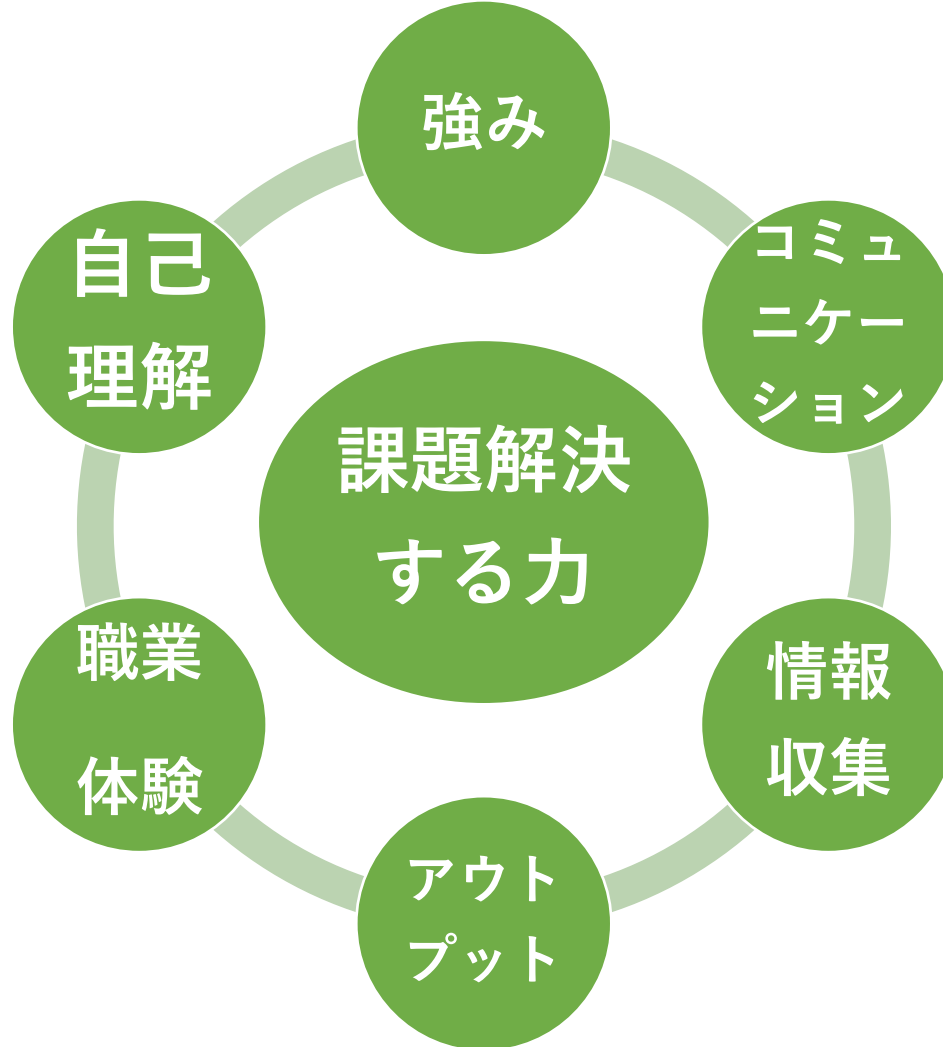 強み
コミュ
ニケー
ション
情報
収集
アウト
プット
職業
体験
自己
理解
課題解決
する力